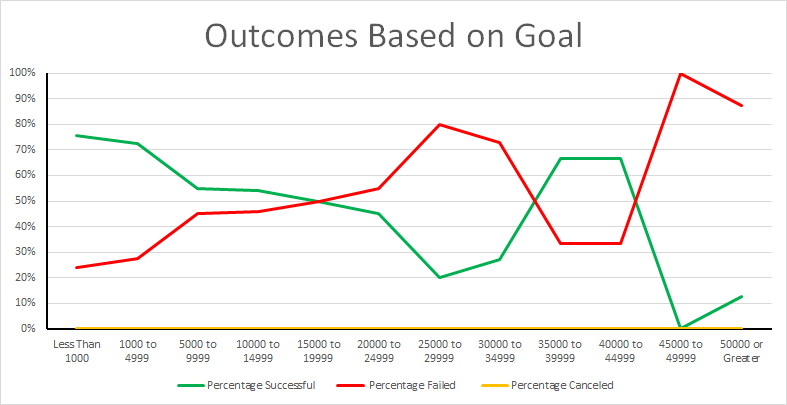 Outcomes Based on Goal
100%
90%
80%
70%
60%
50%
40%
30%
20%
10%
0%
Less Than
1000
1000 to
4999
5000 to
9999
10000 to
14999
15000 to
19999
20000 to
24999
25000 to
29999
30000 to
34999
35000 to
39999
40000 to
44999
45000 to
49999
50000 or
Greater
Percentage Successful
Percentage Failed
Percentage Canceled